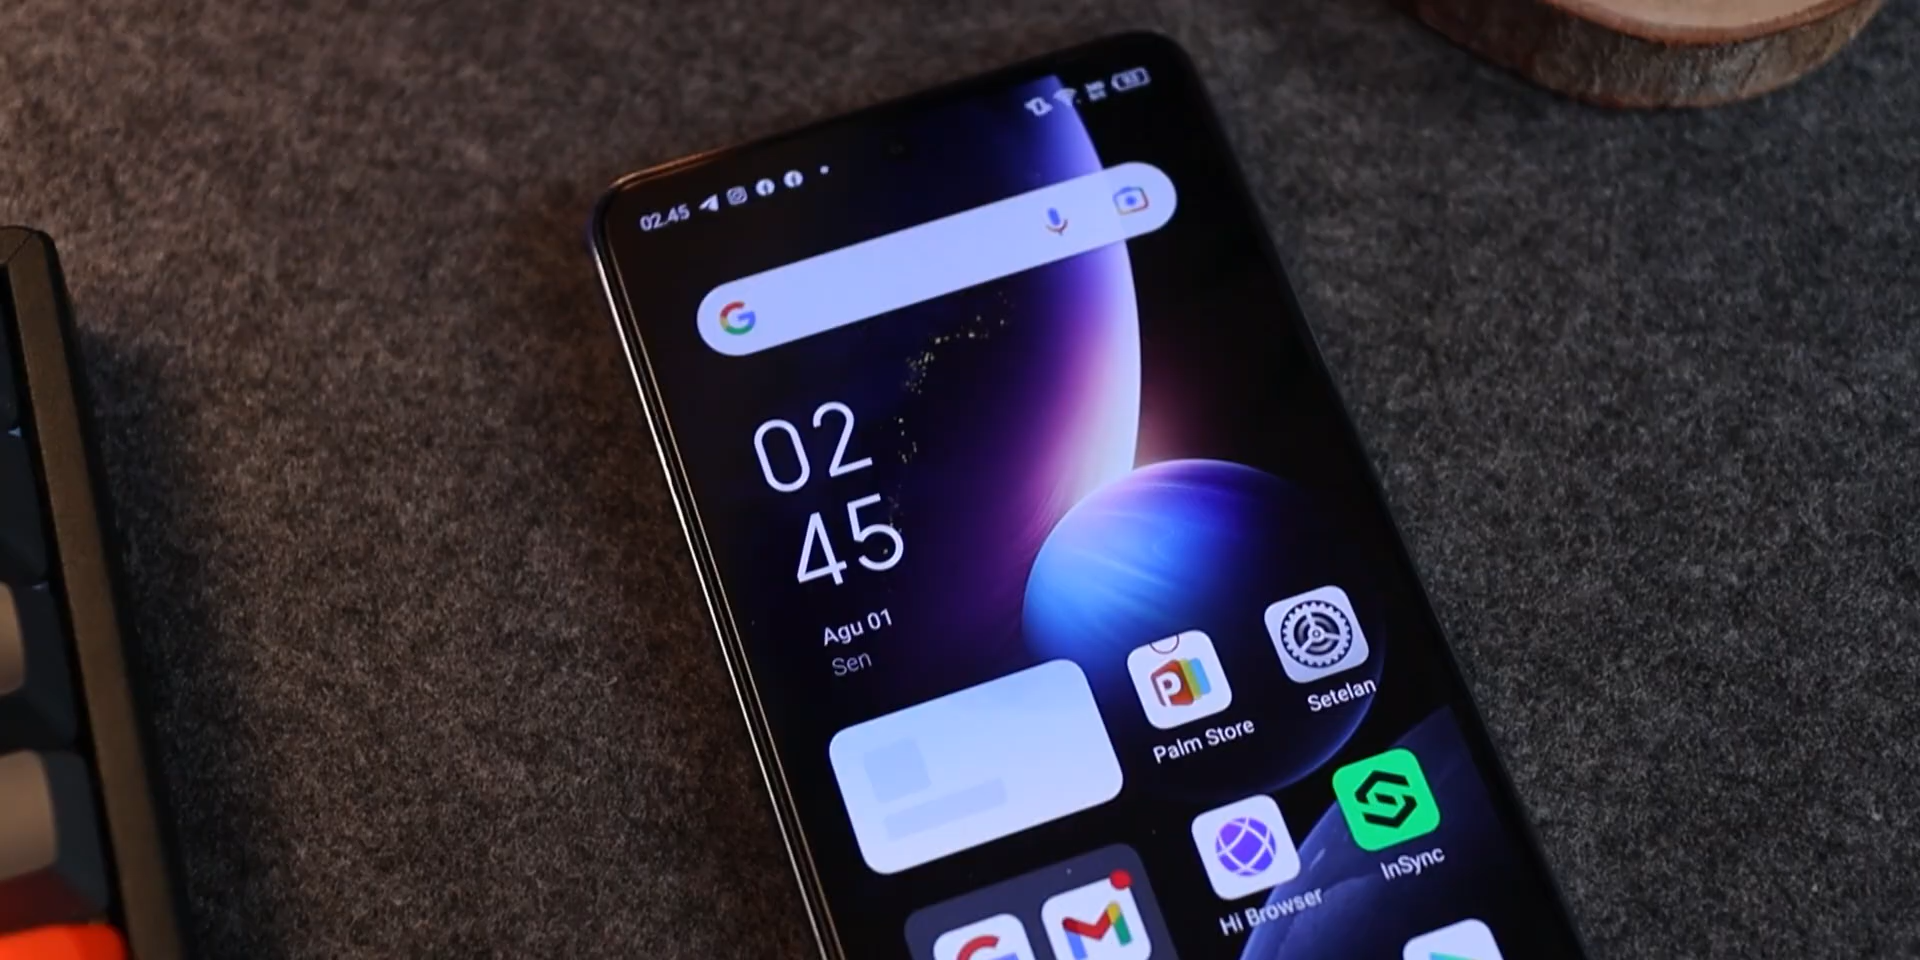 02.45
02
45
Agu 01
Sen
Palm Store
Setelan
Hi Browser
InSync